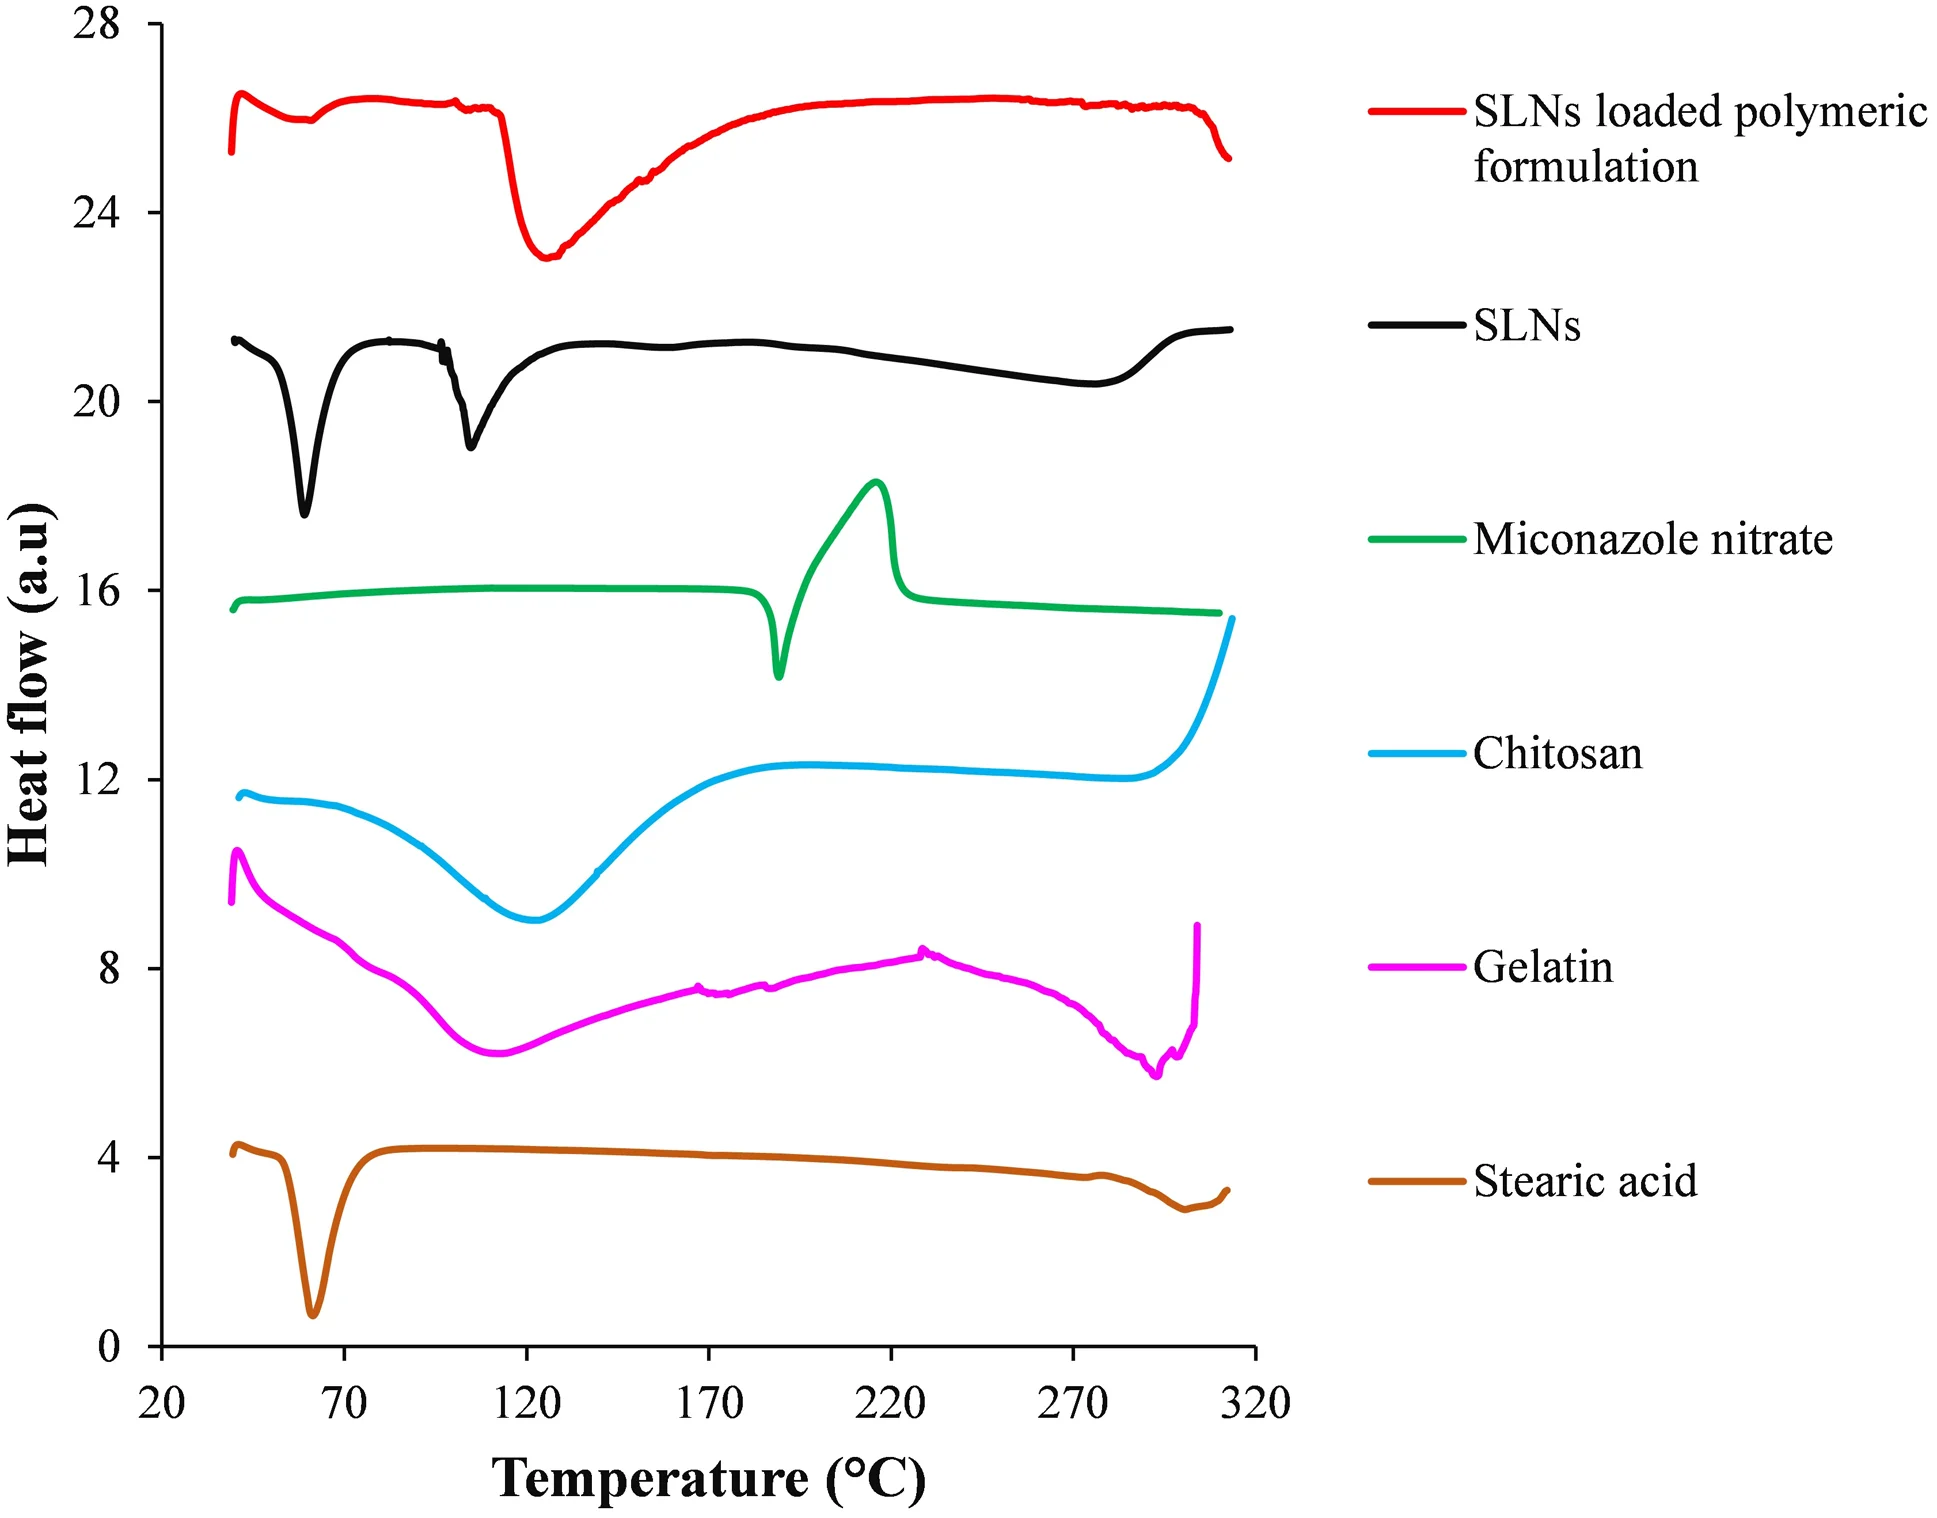 28
24
20
16
12
8
4
0
20 70 120 170 220 270 320
Temperature (°C)
Heat flow (a.u)
SLNs loaded polymeric
formulation
SLNs
Miconazole nitrate
Chitosan
Gelatin
Stearic acid